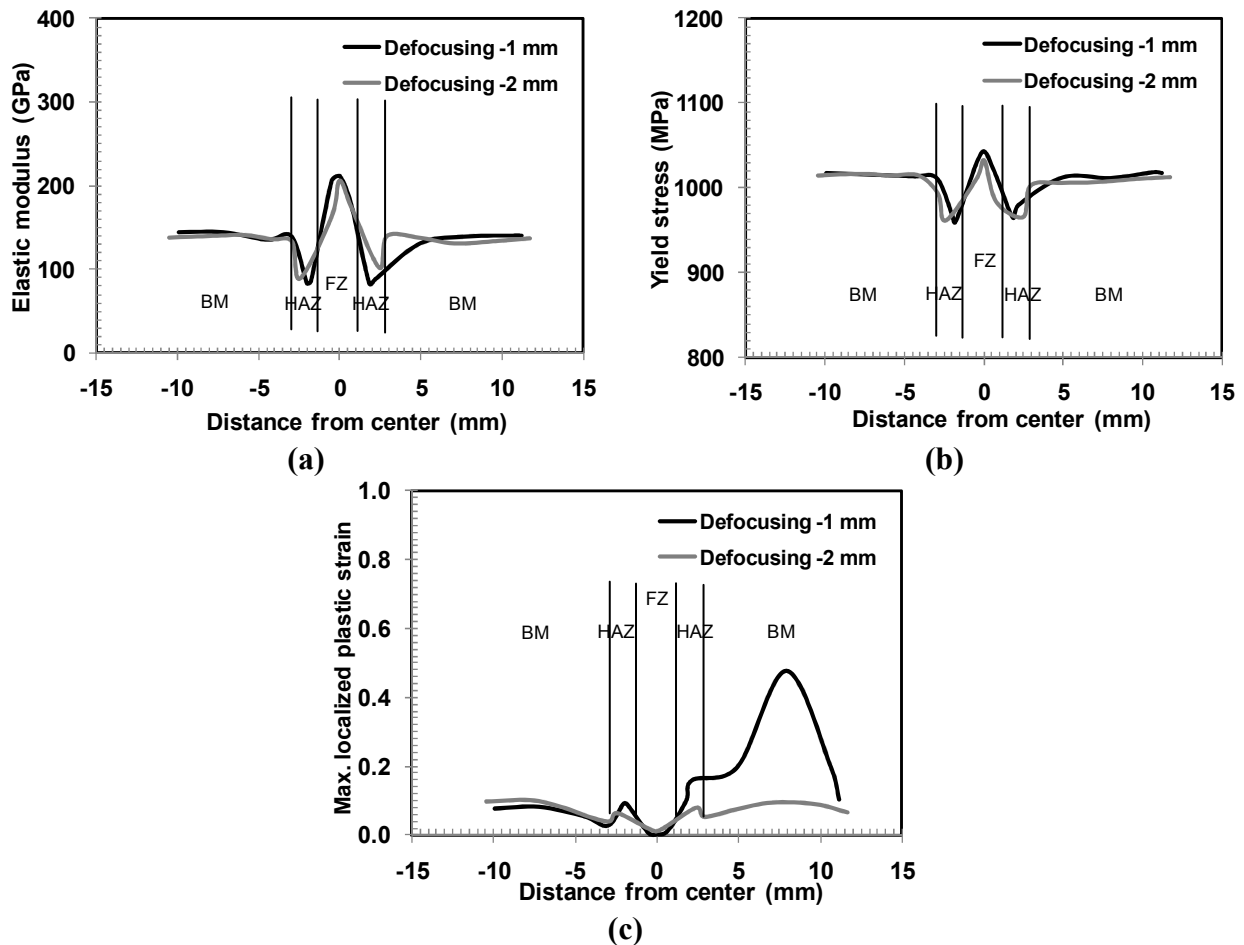 Elastic modulus (GPa)
400
300
200
100
0
Defocusing -1 mm
Defocusing -2 mm
BM
HAZ
FZ
HAZ
BM
-15 -10 -5 0 5 10 15
Distance from center (mm)
(a)
Yield stress (MPa)
1200
1100
1000
900
800
Defocusing -1 mm
Defocusing -2 mm
BM
HAZ
FZ
HAZ
BM
-15 -10 -5 0 5 10 15
Distance from center (mm)
(b)
Max. localized plastic strain
1.0
0.8
0.6
0.4
0.2
0.0
Defocusing -1 mm
Defocusing -2 mm
BM
HAZ
FZ
HAZ
BM
-15 -10 -5 0 5 10 15
Distance from center (mm)
(c)